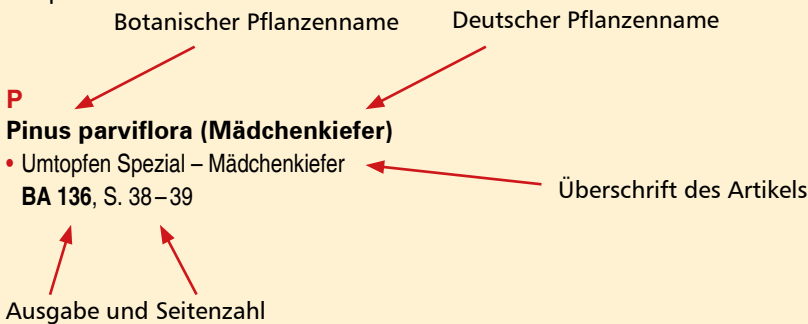 Botanischer Pflanzenname
Deutscher Pflanzenname
P
Pinus parviflora (Mädchenkiefer)
• Umtopfen Spezial – Mädchenkiefer
BA 136, S. 38–39
Überschrift des Artikels
Ausgabe und Seitenzahl